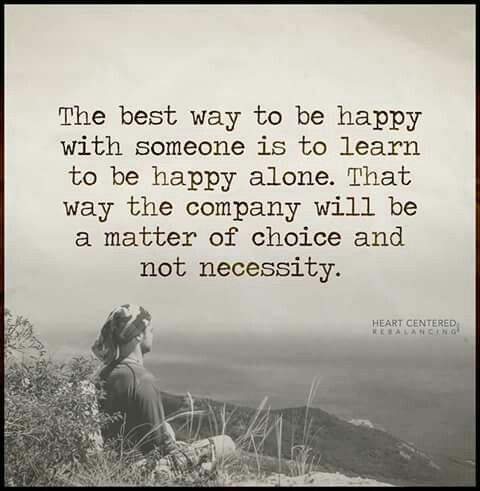 The best way to be happy
with someone is to learn
to be happy alone. That
way the company will be
a matter of choice and
not necessity.
HEART CENTERED
REBALANCING